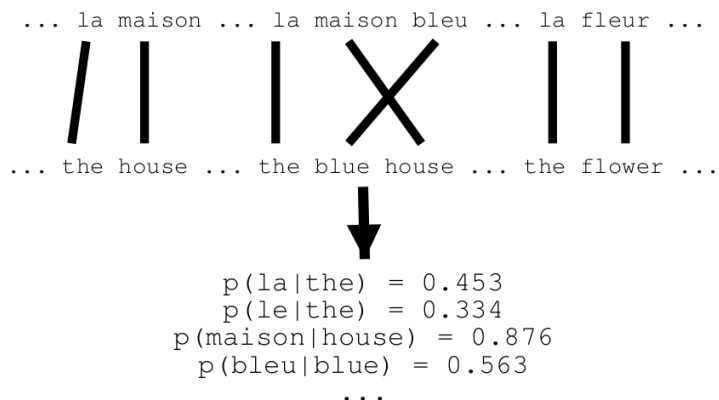 ... la maison ... la maison bleu ... la fleur ...
... the house ... the blue house ... the flower ...
p(la|the) = 0.453
p(le|the) = 0.334
p(maison|house) = 0.876
p(bleu|blue) = 0.563
...